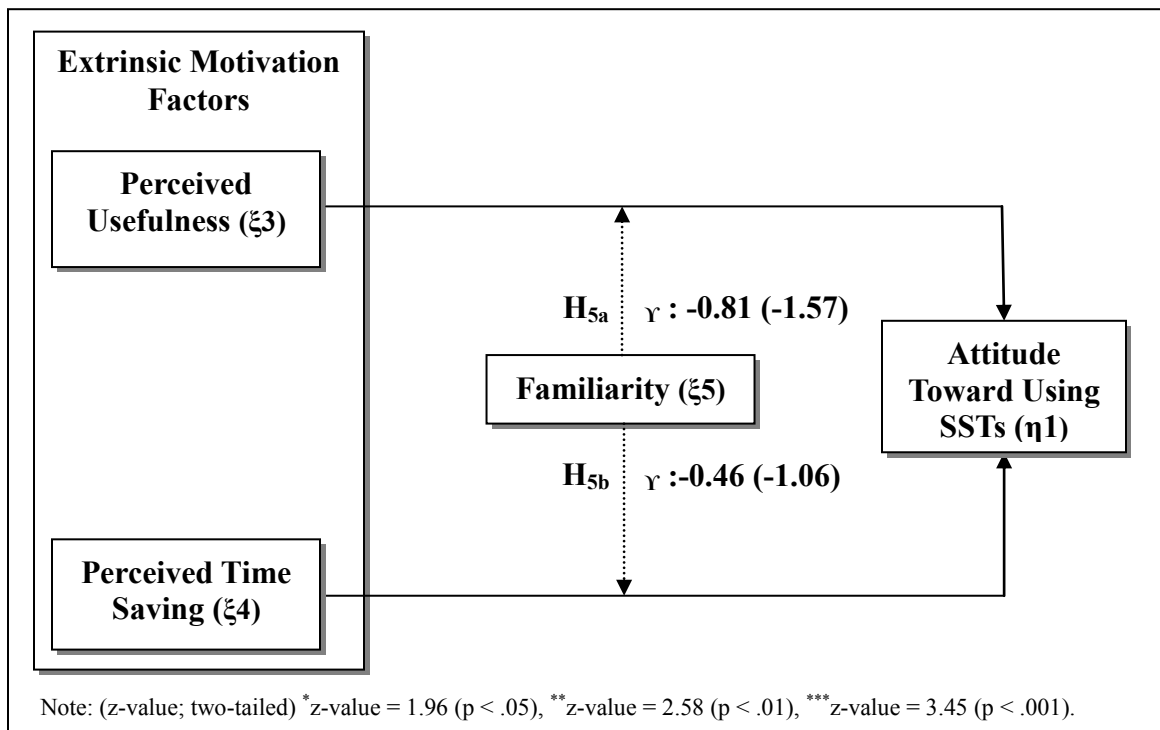 Extrinsic Motivation
Factors
Perceived
Usefulness (ξ3)
H5a ϒ : -0.81 (-1.57)
Familiarity (ξ5)
Attitude
Toward Using
SSTs (η1)
H5b ϒ :-0.46 (-1.06)
Perceived Time
Saving (ξ4)
Note: (z-value; two-tailed) *z-value = 1.96 (p < .05), **z-value = 2.58 (p < .01), ***z-value = 3.45 (p < .001).